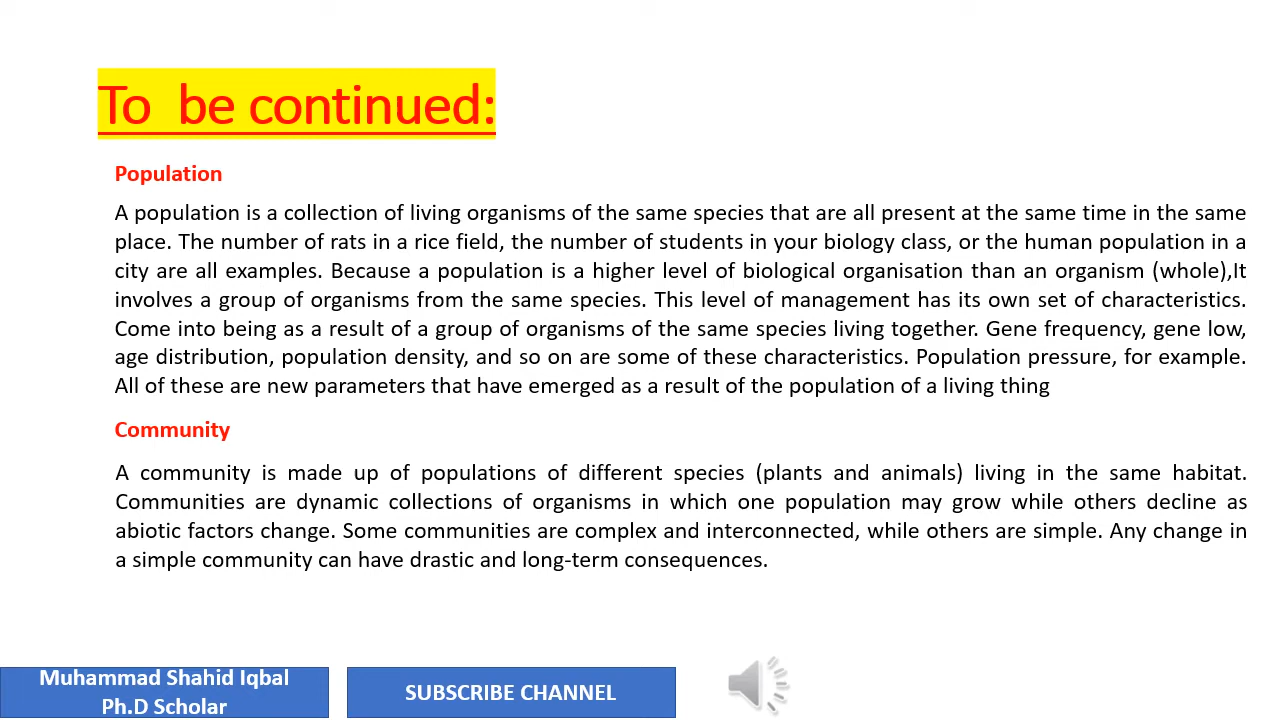 To be continued:
Population
A population is a collection of living organisms of the same species that are all present at the same time in the same
place. The number of rats in a rice field, the number of students in your biology class, or the human population in a
city are all examples. Because a population is a higher level of biological organisation than an organism (whole),It
involves a group of organisms from the same species. This level of management has its own set of characteristics.
Come into being as a result of a group of organisms of the same species living together. Gene frequency, gene low,
age distribution, population density, and so on are some of these characteristics. Population pressure, for example.
All of these are new parameters that have emerged as a result of the population of a living thing
Community
A community is made up of populations of different species (plants and animals) living in the same habitat.
Communities are dynamic collections of organisms in which one population may grow while others decline as
abiotic factors change. Some communities are complex and interconnected, while others are simple. Any change in
a simple community can have drastic and long-term consequences.
Muhammad Shahid Iqbal
Ph.D Scholar
SUBSCRIBE CHANNEL